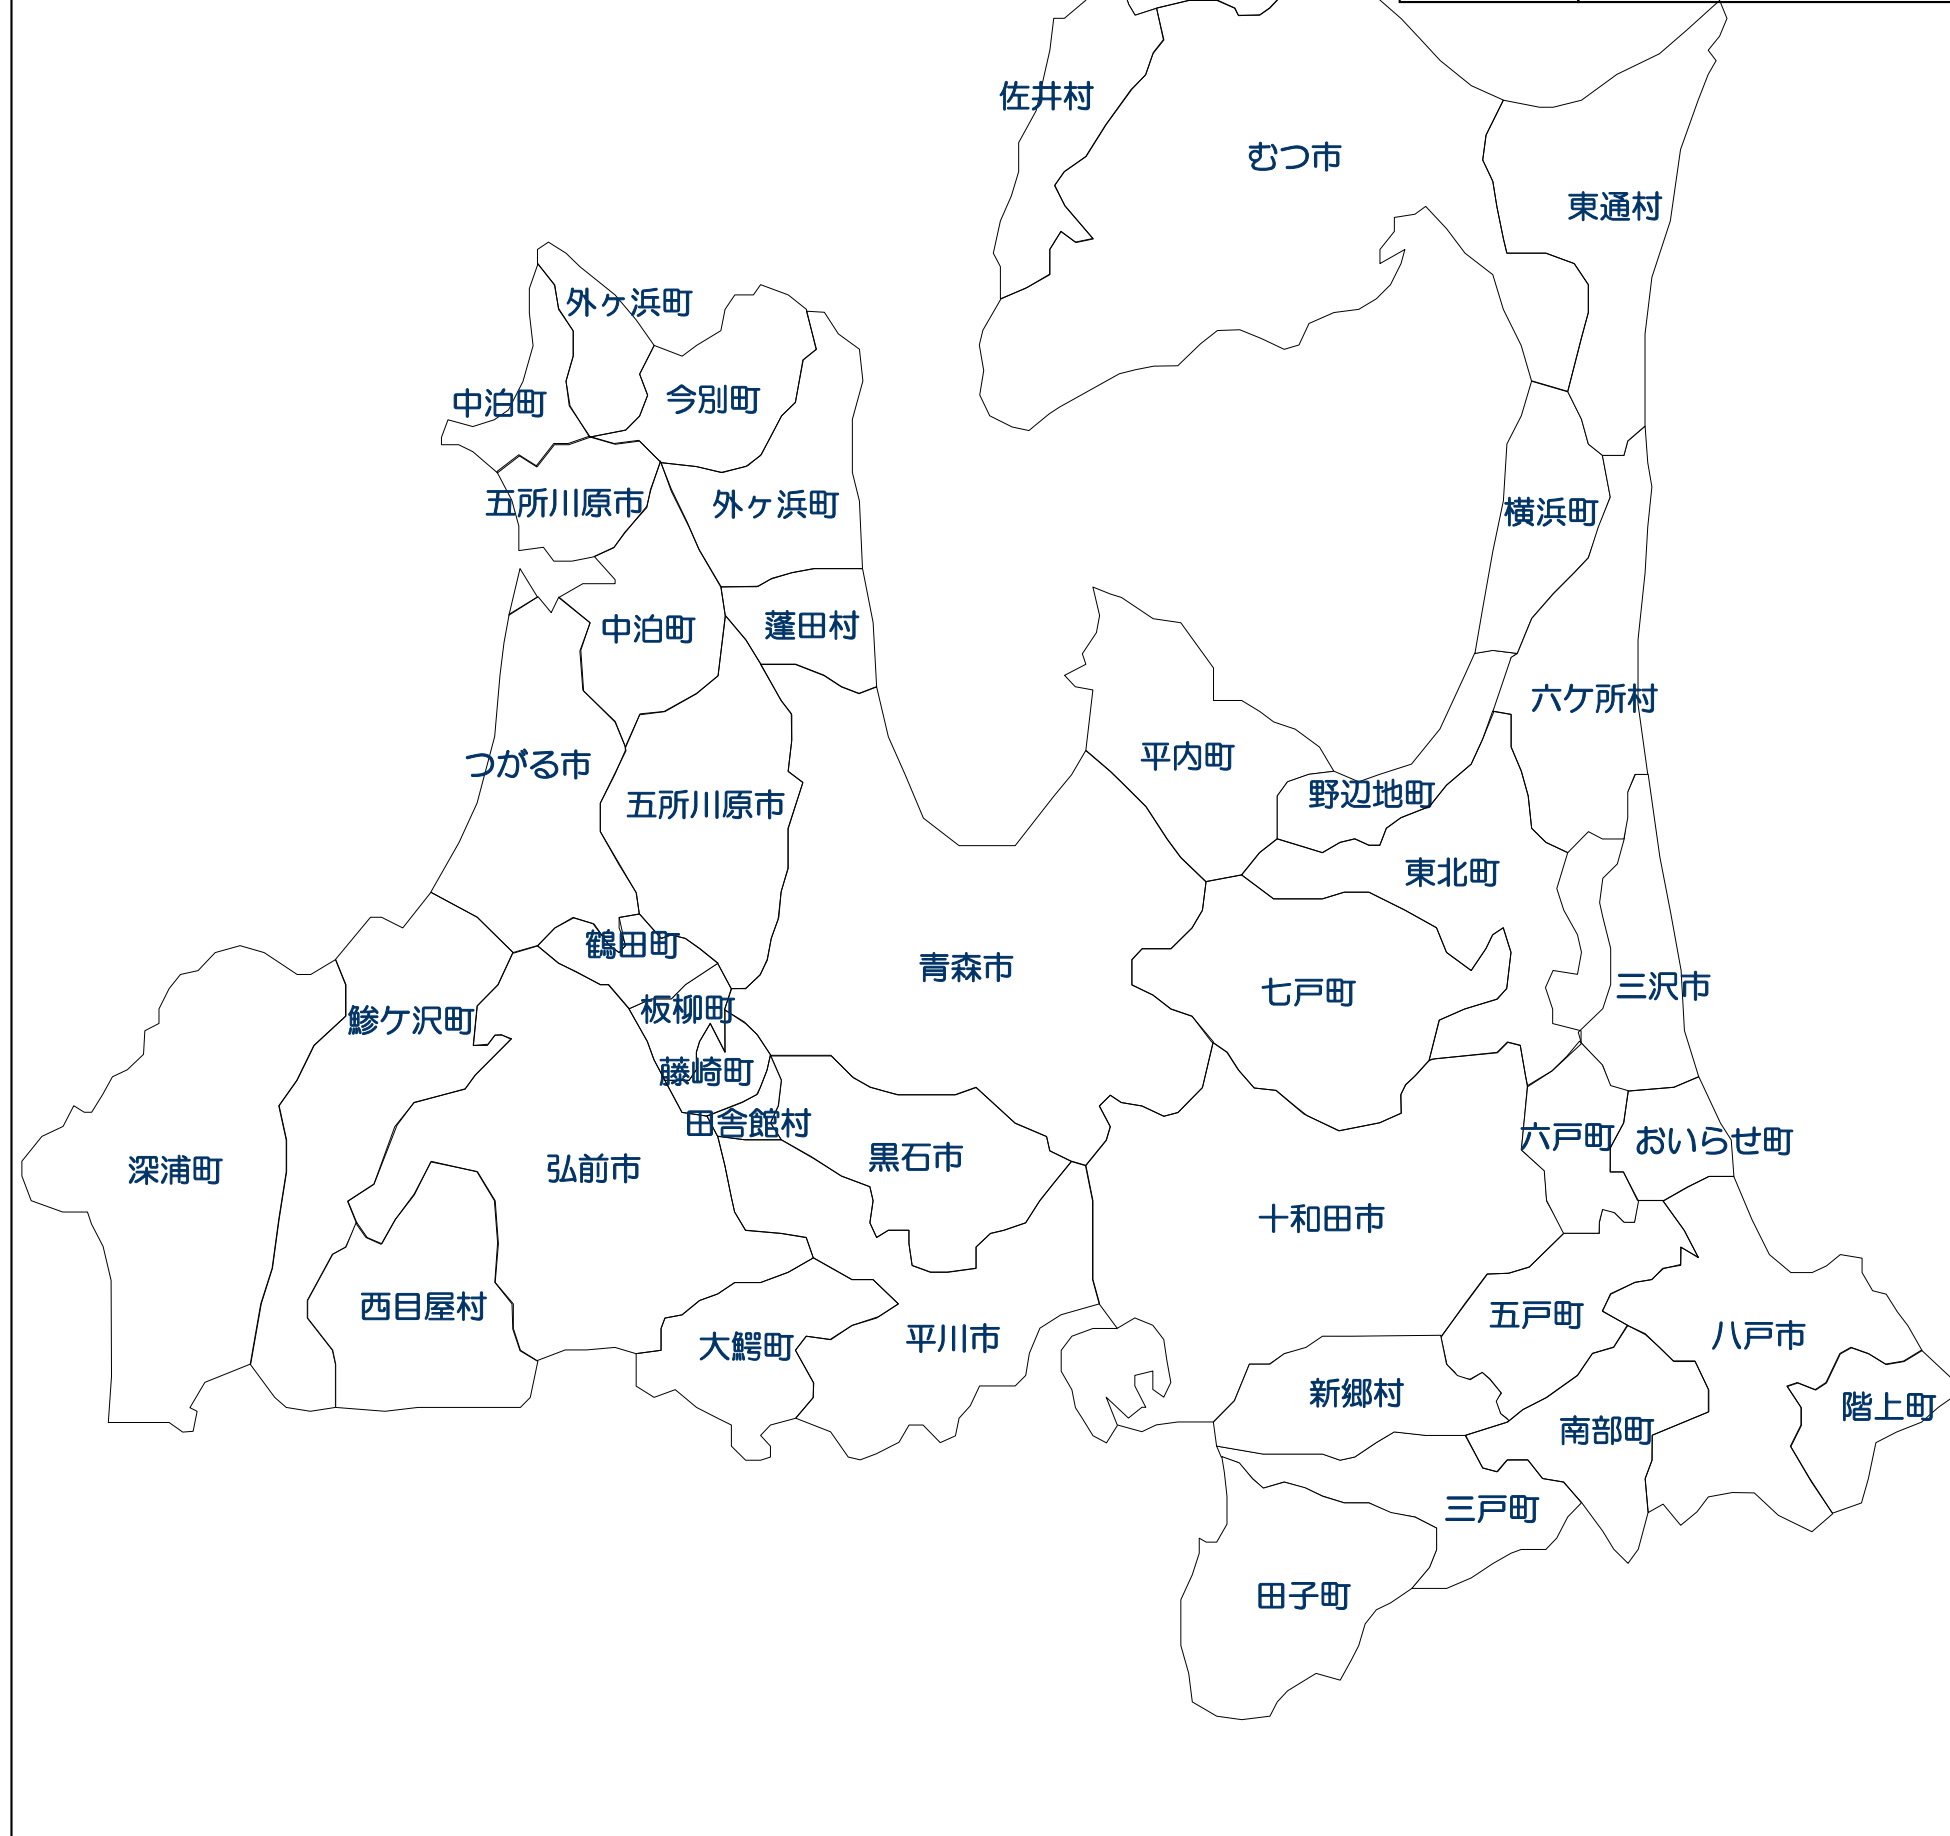 佐井村
むつ市
東通村
外ヶ浜町
中泊町
今別町
五所川原市
外ヶ浜町
横浜町
中泊町
蓬田村
六ケ所村
つがる市
平内町
五所川原市
野辺地町
東北町
鶴田町
青森市
七戸町
三沢市
鰺ケ沢町
板柳町
藤崎町
田舎館村
六戸町
おいらせ町
深浦町
弘前市
黒石市
十和田市
西目屋村
大鰐町
平川市
五戸町
八戸市
新郷村
南部町
階上町
三戸町
田子町